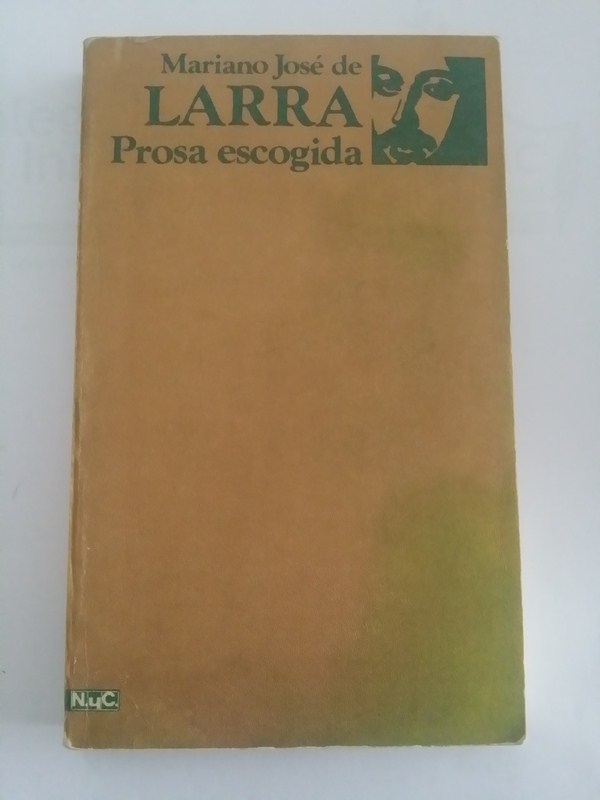 Mariano José de
LARRA
Prosa escogida
N.yC.